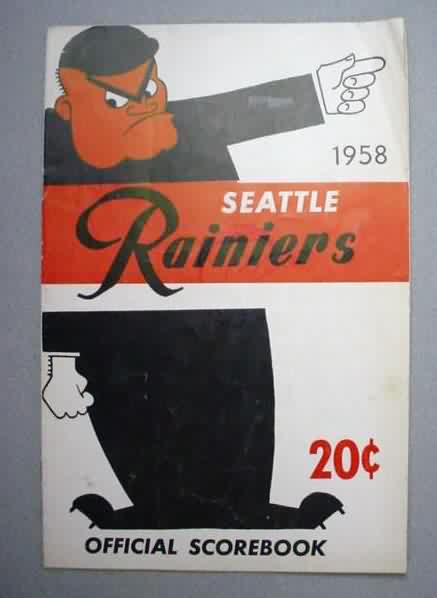 1958
SEATTLE
Rainiers
20¢
OFFICIAL SCOREBOOK